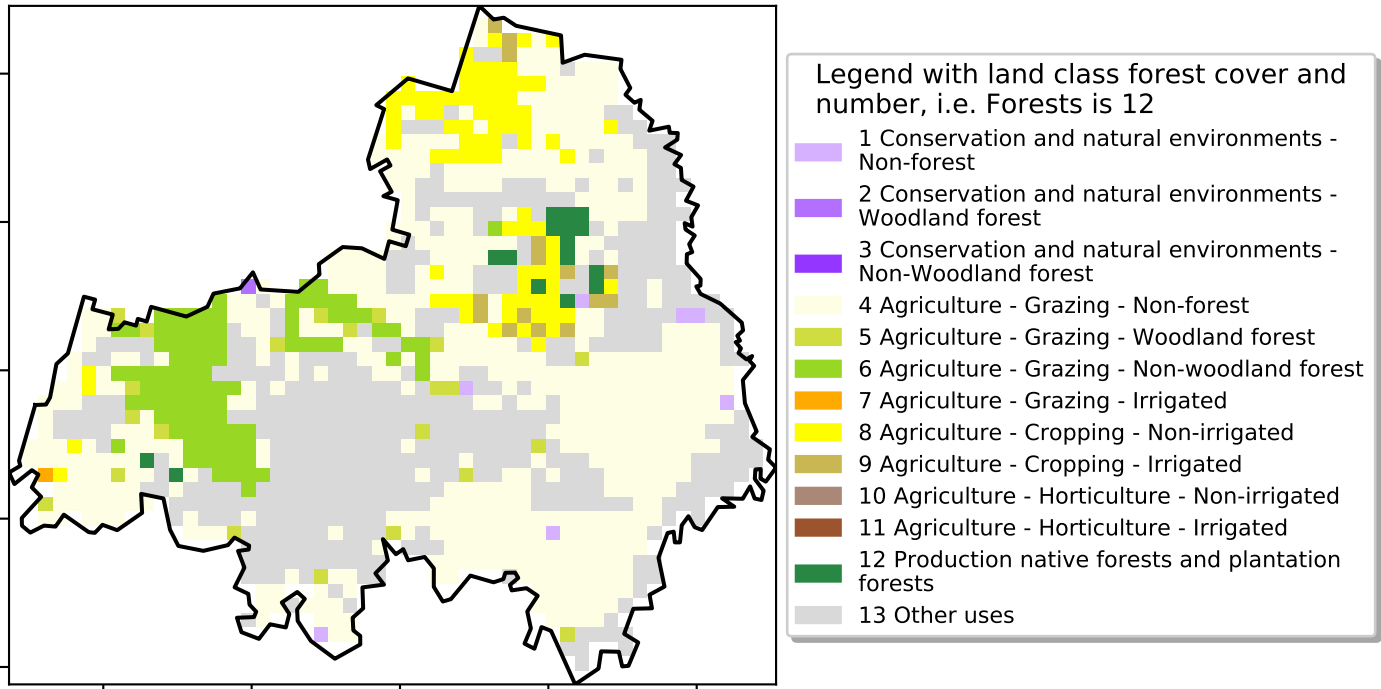 Legend with land class forest cover and
number, i.e. Forests is 12
1 Conservation and natural environments -
Non-forest
2 Conservation and natural environments -
Woodland forest
3 Conservation and natural environments -
Non-Woodland forest
4 Agriculture - Grazing - Non-forest
5 Agriculture - Grazing - Woodland forest
6 Agriculture - Grazing - Non-woodland forest
7 Agriculture - Grazing - Irrigated
8 Agriculture - Cropping - Non-irrigated
9 Agriculture - Cropping - Irrigated
10 Agriculture - Horticulture - Non-irrigated
11 Agriculture - Horticulture - Irrigated
12 Production native forests and plantation
forests
13 Other uses